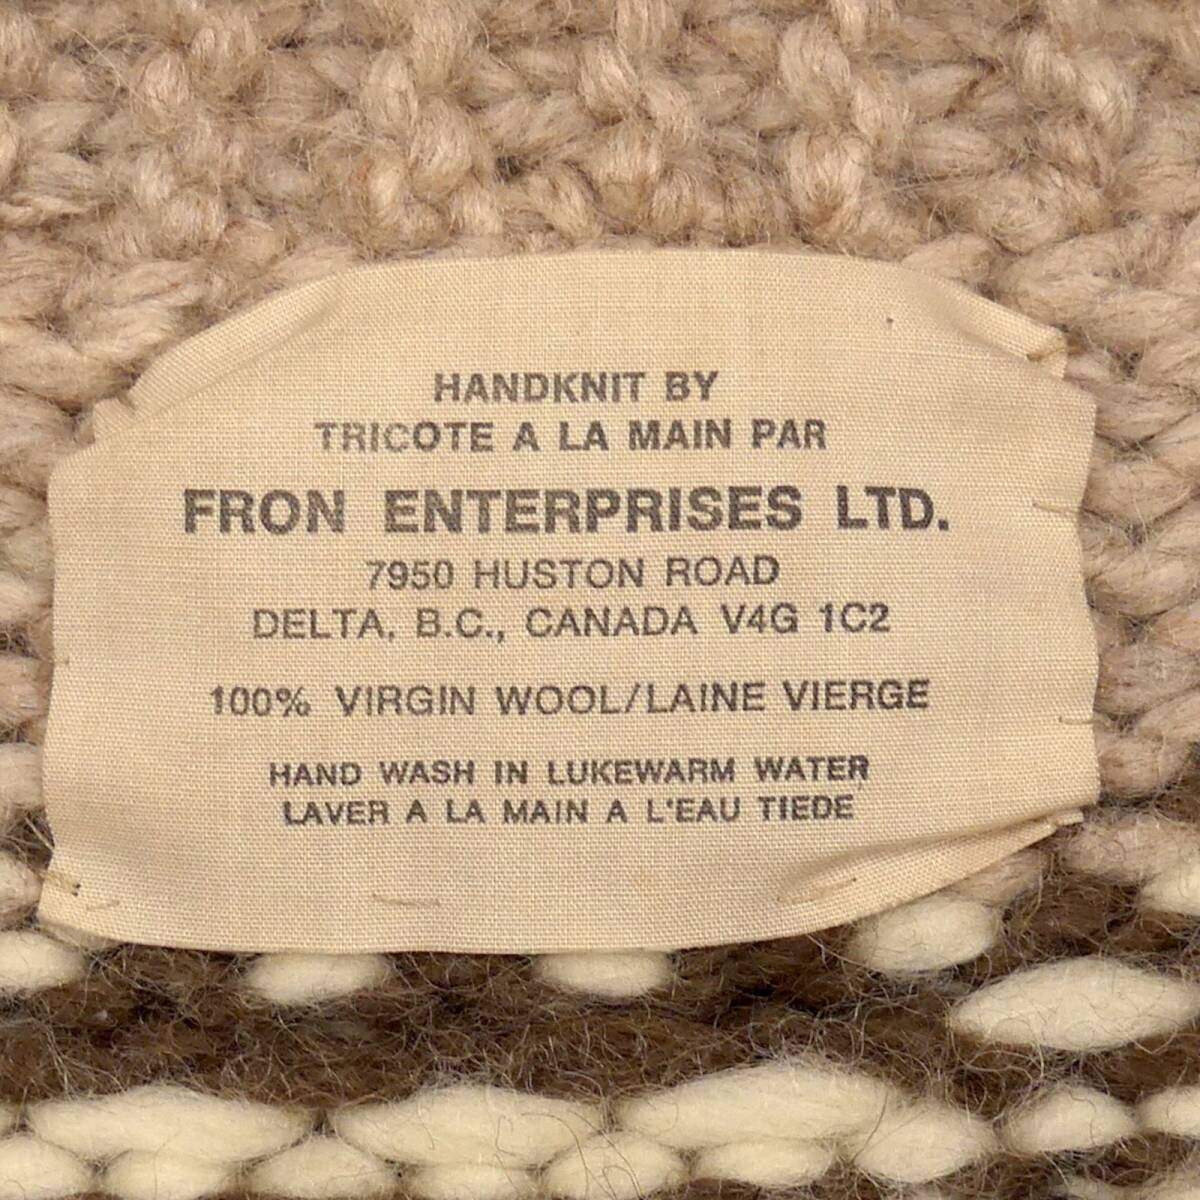 HANDKNIT BY
TRICOTE A LA MAIN PAR
FRON ENTERPRISES LTD.
7950 HUSTON ROAD
DELTA, B.C., CANADA V4G 1C2
100% VIRGIN WOOL/LAINE VIERGE
HAND WASH IN LUKEWARM WATER
LAVER A LA MAIN A L'EAU TIEDE